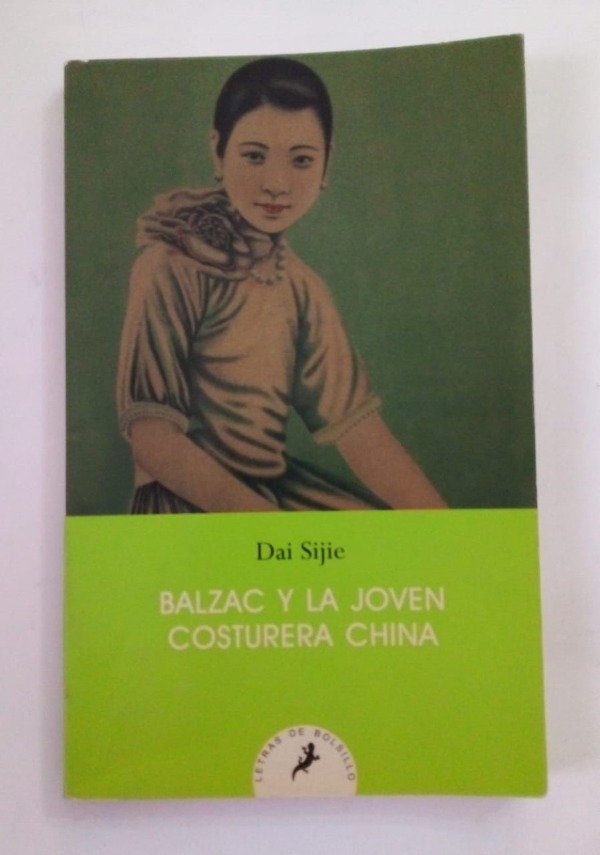 Dai Sijie
BALZAC Y LA JOVEN
COSTURERA CHINA
LETRAS DE BOLSILLO